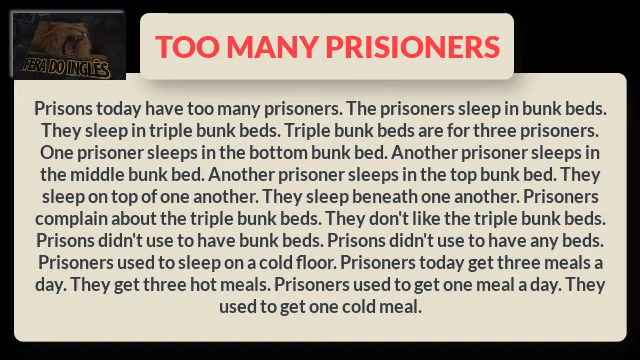 FERA DO INGLÊS
TOO MANY PRISIONERS
Prisons today have too many prisoners. The prisoners sleep in bunk beds.
They sleep in triple bunk beds. Triple bunk beds are for three prisoners.
One prisoner sleeps in the bottom bunk bed. Another prisoner sleeps in
the middle bunk bed. Another prisoner sleeps in the top bunk bed. They
sleep on top of one another. They sleep beneath one another. Prisoners
complain about the triple bunk beds. They don't like the triple bunk beds.
Prisons didn't use to have bunk beds. Prisons didn't use to have any beds.
Prisoners used to sleep on a cold floor. Prisoners today get three meals a
day. They get three hot meals. Prisoners used to get one meal a day. They
used to get one cold meal.